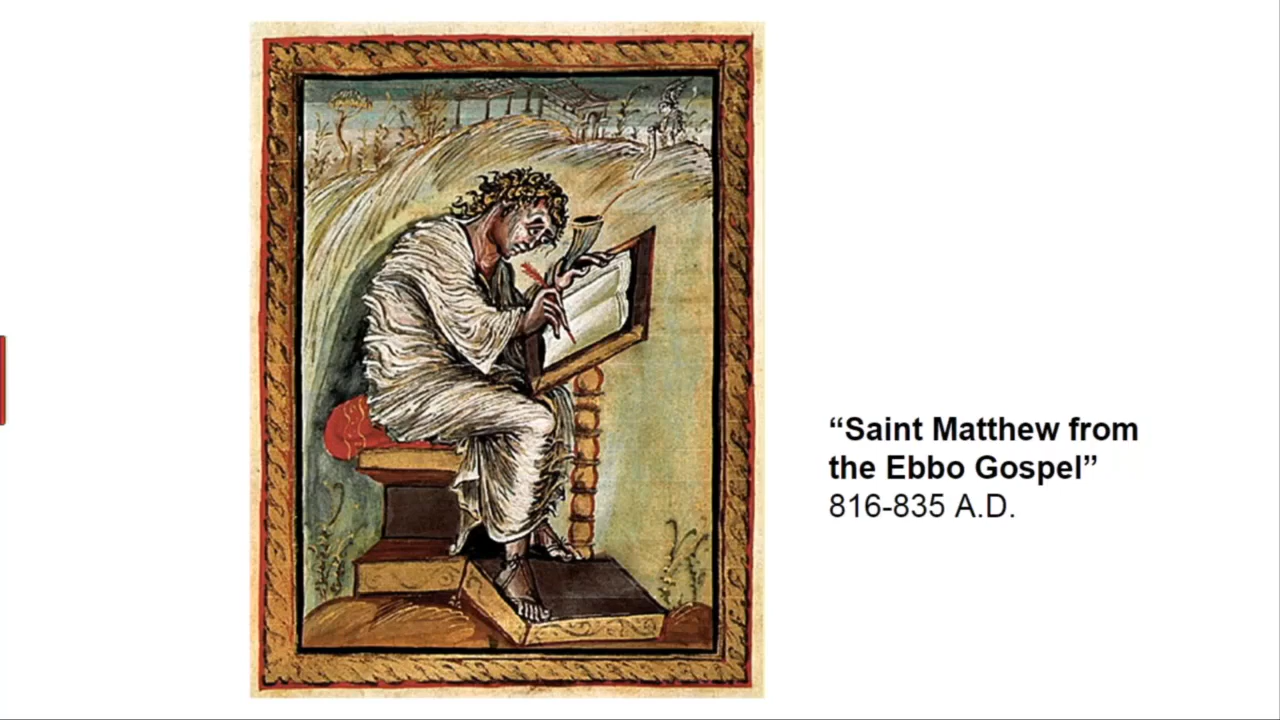 “Saint Matthew from
the Ebbo Gospel”
816-835 A.D.